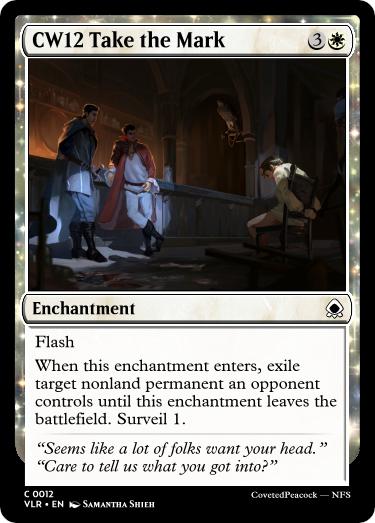 CW12 Take the Mark
3
Enchantment
Flash
When this enchantment enters, exile
target nonland permanent an opponent
controls until this enchantment leaves the
battlefield. Surveil 1.
“Seems like a lot of folks want your head.”
“Care to tell us what you got into?”
C 0012
VLR • EN Samantha Shieh
CovetedPeacock — NFS